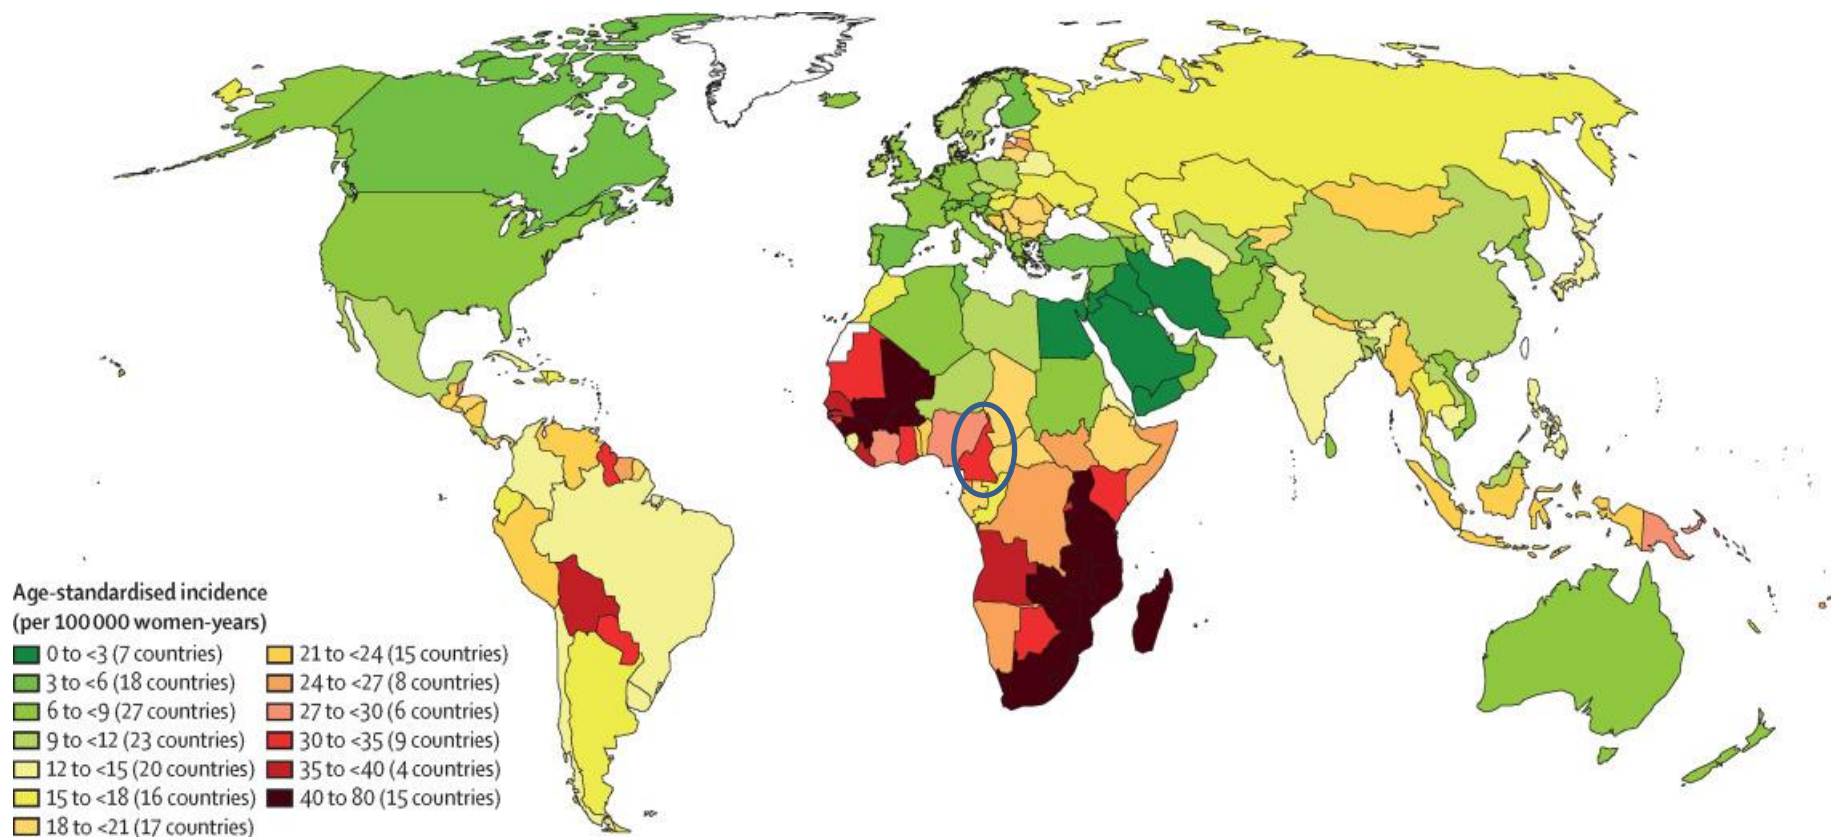 Age-standardised incidence
(per 100 000 women-years)
0 to <3 (7 countries)
3 to <6 (18 countries)
6 to <9 (27 countries)
9 to <12 (23 countries)
12 to <15 (20 countries)
15 to <18 (16 countries)
18 to <21 (17 countries)
21 to <24 (15 countries)
24 to <27 (8 countries)
27 to <30 (6 countries)
30 to <35 (9 countries)
35 to <40 (4 countries)
40 to 80 (15 countries)